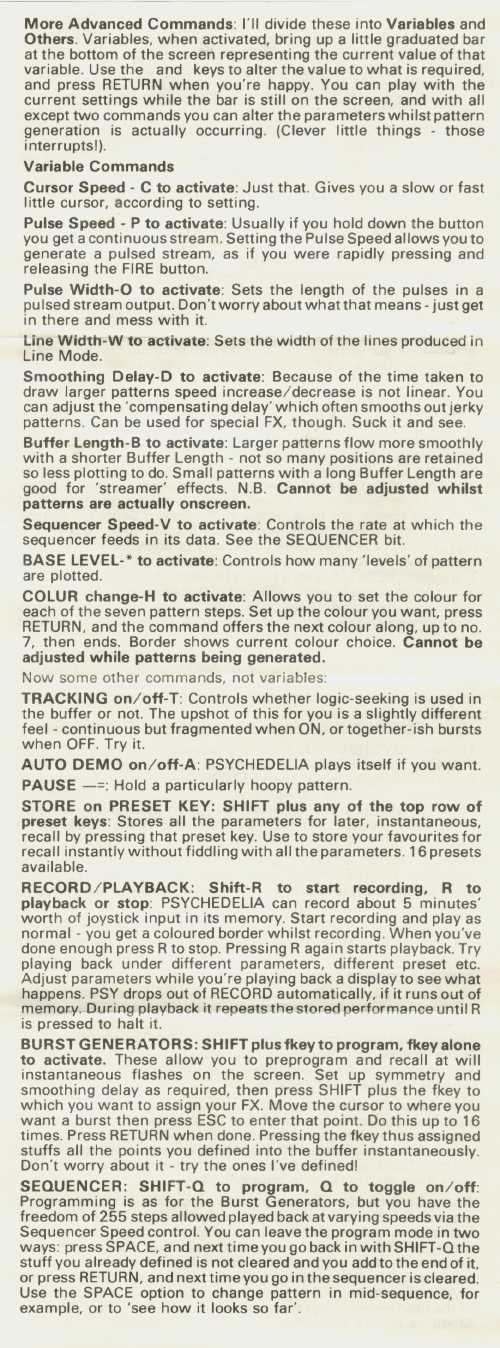 More Advanced Commands: I'll divide these into Variables and
Others. Variables, when activated, bring up a little graduated bar
at the bottom of the screen representing the current value of that
variable. Use the   and   keys to alter the value to what is required,
and press RETURN when you're happy. You can play with the
current settings while the bar is still on the screen, and with all
except two commands you can alter the parameters whilst pattern
generation is actually occurring. (Clever little things - those
interrupts!).
Variable Commands
Cursor Speed - C to activate: Just that. Gives you a slow or fast
little cursor, according to setting.
Pulse Speed - P to activate: Usually if you hold down the button
you get a continuous stream. Setting the Pulse Speed allows you to
generate a pulsed stream, as if you were rapidly pressing and
releasing the FIRE button.
Pulse Width-O to activate: Sets the length of the pulses in a
pulsed stream output. Don't worry about what that means - just get
in there and mess with it.
Line Width-W to activate: Sets the width of the lines produced in
Line Mode.
Smoothing Delay-D to activate: Because of the time taken to
draw larger patterns speed increase/decrease is not linear. You
can adjust the 'compensating delay' which often smooths out jerky
patterns. Can be used for special FX, though. Suck it and see.
Buffer Length-B to activate: Larger patterns flow more smoothly
with a shorter Buffer Length - not so many positions are retained
so less plotting to do. Small patterns with a long Buffer Length are
good for 'streamer' effects. N.B. Cannot be adjusted whilst
patterns are actually onscreen.
Sequencer Speed-V to activate: Controls the rate at which the
sequencer feeds in its data. See the SEQUENCER bit.
BASE LEVEL-* to activate: Controls how many 'levels' of pattern
are plotted.
COLUR change-H to activate: Allows you to set the colour for
each of the seven pattern steps. Set up the colour you want, press
RETURN, and the command offers the next colour along, up to no.
7, then ends. Border shows current colour choice. Cannot be
adjusted while patterns being generated.
Now some other commands, not variables:
TRACKING on/off-T: Controls whether logic-seeking is used in
the buffer or not. The upshot of this for you is a slightly different
feel - continuous but fragmented when ON, or together-ish bursts
when OFF. Try it.
AUTO DEMO on/off-A: PSYCHEDELIA plays itself if you want.
PAUSE —=: Hold a particularly hoopy pattern.
STORE on PRESET KEY: SHIFT plus any of the top row of
preset keys: Stores all the parameters for later, instantaneous,
recall by pressing that preset key. Use to store your favourites for
recall instantly without fiddling with all the parameters. 16 presets
available.
RECORD/PLAYBACK: Shift-R to start recording, R to
playback or stop: PSYCHEDELIA can record about 5 minutes'
worth of joystick input in its memory. Start recording and play as
normal - you get a coloured border whilst recording. When you've
done enough press R to stop. Pressing R again starts playback. Try
playing back under different parameters, different preset etc.
Adjust parameters while you're playing back a display to see what
happens. PSY drops out of RECORD automatically, if it runs out of
memory. During playback it repeats the stored performance until R
is pressed to halt it.
BURST GENERATORS: SHIFT plus fkey to program, fkey alone
to activate. These allow you to preprogram and recall at will
instantaneous flashes on the screen. Set up symmetry and
smoothing delay as required, then press SHIFT plus the fkey to
which you want to assign your FX. Move the cursor to where you
want a burst then press ESC to enter that point. Do this up to 16
times. Press RETURN when done. Pressing the fkey thus assigned
stuffs all the points you defined into the buffer instantaneously.
Don't worry about it - try the ones I've defined!
SEQUENCER: SHIFT-Q to program, Q to toggle on/off:
Programming is as for the Burst Generators, but you have the
freedom of 255 steps allowed played back at varying speeds via the
Sequencer Speed control. You can leave the program mode in two
ways: press SPACE, and next time you go back in with SHIFT-Q the
stuff you already defined is not cleared and you add to the end of it,
or press RETURN, and next time you go in the sequencer is cleared.
Use the SPACE option to change pattern in mid-sequence, for
example, or to 'see how it looks so far'.